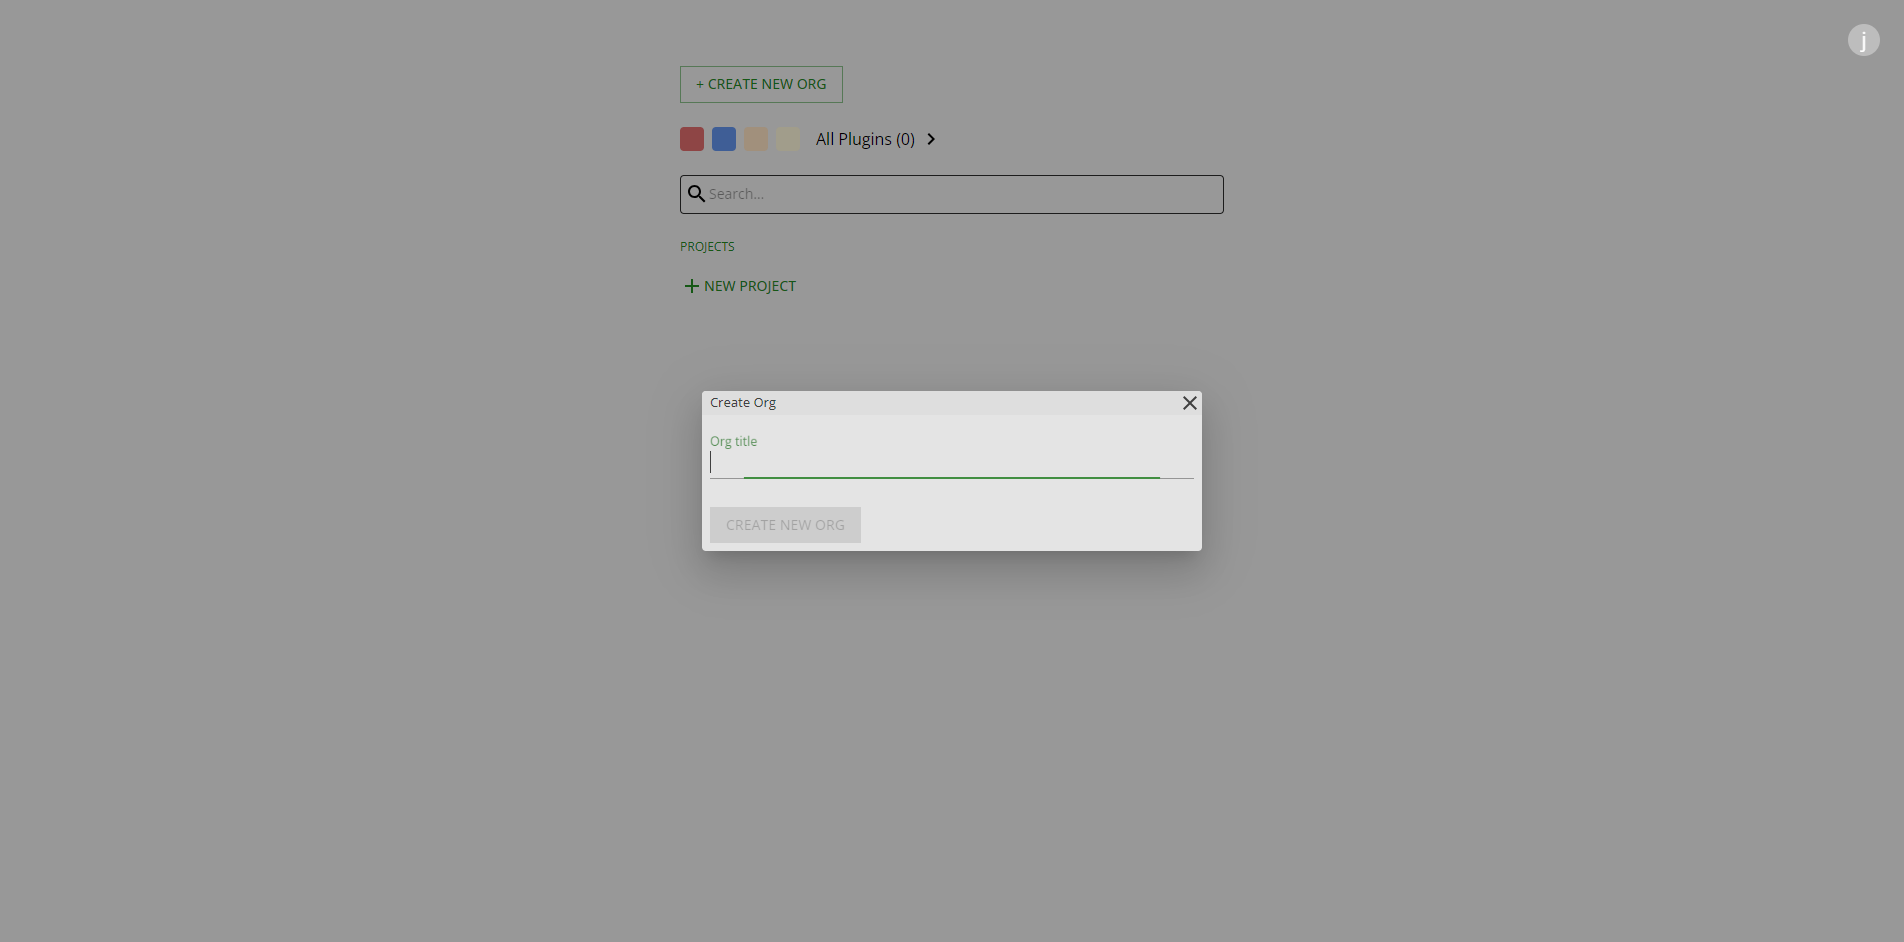 j
+ CREATE NEW ORG
All Plugins (0)
Search...
PROJECTS
NEW PROJECT
Create Org
Org title
CREATE NEW ORG